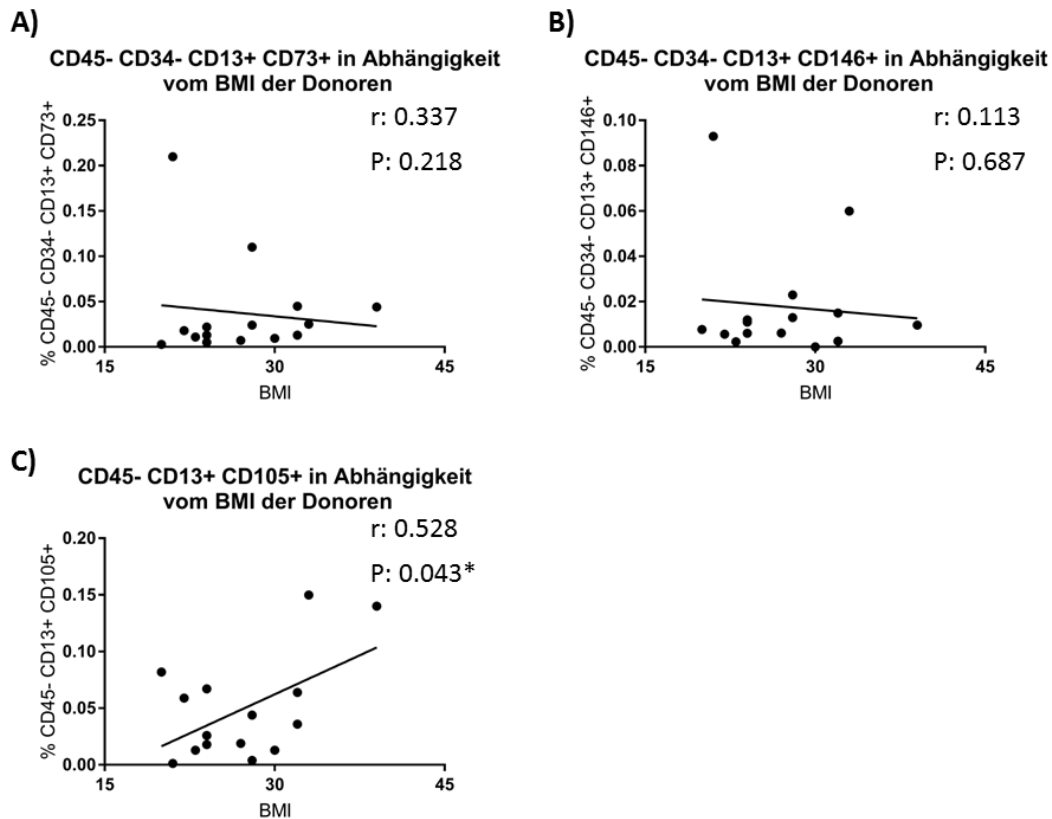 A)
CD45- CD34- CD13+ CD73+ in Abhängigkeit
vom BMI der Donoren
r: 0.337
P: 0.218
% CD45- CD34- CD13+ CD73+
0.25
0.20
0.15
0.10
0.05
0.00
15
30
45
BMI
B)
CD45- CD34- CD13+ CD146+ in Abhängigkeit
vom BMI der Donoren
r: 0.113
P: 0.687
% CD45- CD34- CD13+ CD146+
0.10
0.08
0.06
0.04
0.02
0.00
15
30
45
BMI
C)
CD45- CD13+ CD105+ in Abhängigkeit
vom BMI der Donoren
r: 0.528
P: 0.043*
% CD45- CD13+ CD105+
0.20
0.15
0.10
0.05
0.00
15
30
45
BMI